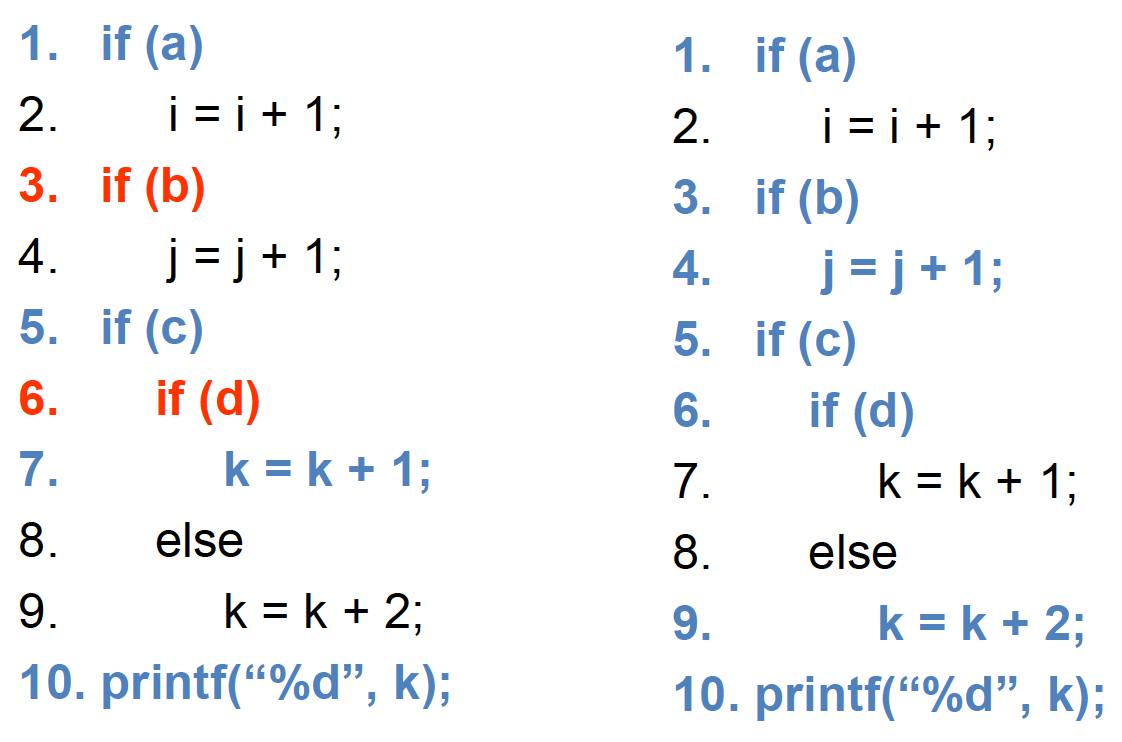 1. if (a)
2. i = i + 1;
3. if (b)
4. j = j + 1;
5. if (c)
6. if (d)
7. k = k + 1;
8. else
9. k = k + 2;
10. printf(“%d”, k);
1. if (a)
2. i = i + 1;
3. if (b)
4. j = j + 1;
5. if (c)
6. if (d)
7. k = k + 1;
8. else
9. k = k + 2;
10. printf(“%d”, k);